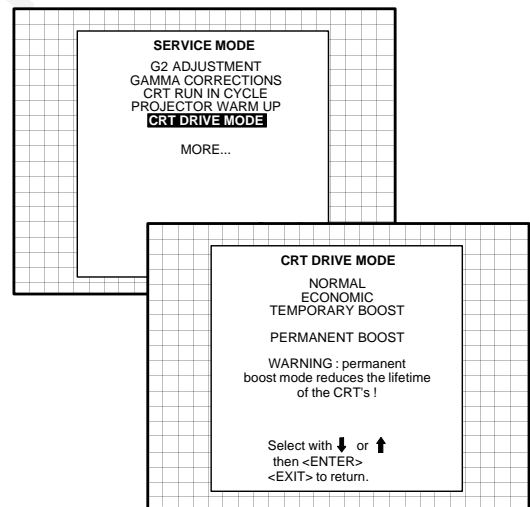 SERVICE MODE
G2 ADJUSTMENT
GAMMA CORRECTIONS
CRT RUN IN CYCLE
PROJECTOR WARM UP
CRT DRIVE MODE
MORE...
CRT DRIVE MODE
NORMAL
ECONOMIC
TEMPORARY BOOST
PERMANENT BOOST
WARNING : permanent
boost mode reduces the lifetime
of the CRT's !
Select with ⬇ or ⬆
then <ENTER>
<EXIT> to return.